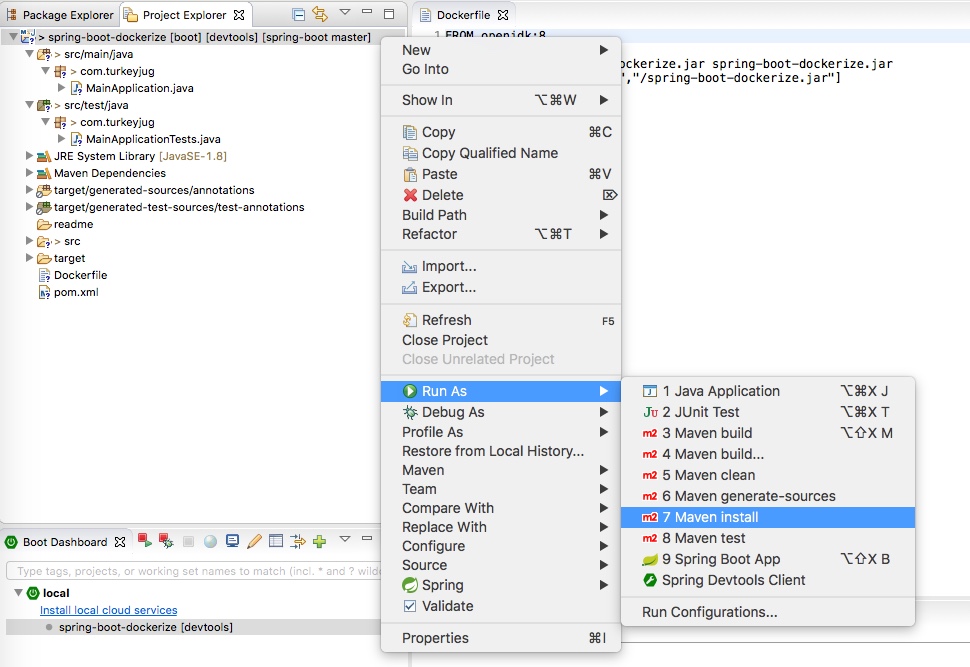 Package Explorer
Project Explorer
Dockerfile
> spring-boot-dockerize [boot] [devtools] [spring-boot master]
> src/main/java
> com.turkeyjug
MainApplication.java
> src/test/java
> com.turkeyjug
MainApplicationTests.java
JRE System Library [JavaSE-1.8]
Maven Dependencies
target/generated-sources/annotations
target/generated-test-sources/test-annotations
readme
> src
target
Dockerfile
pom.xml
1 FROM openjdk:8
ockerize.jar spring-boot-dockerize.jar
","/spring-boot-dockerize.jar"]
New
Go Into
Show In ⌥⌘W
Copy ⌘C
Copy Qualified Name
Paste ⌘V
Delete ⌦
Build Path
Refactor ⌥⌘T
Import...
Export...
Refresh F5
Close Project
Close Unrelated Project
Run As
Debug As
Profile As
Restore from Local History...
Maven
Team
Compare With
Replace With
Configure
Source
Spring
Validate
Properties ⌘I
1 Java Application ⌥⌘X J
2 JUnit Test ⌥⌘X T
3 Maven build ⌥⇧X M
4 Maven build...
5 Maven clean
6 Maven generate-sources
7 Maven install
8 Maven test
9 Spring Boot App ⌥⇧X B
Spring Devtools Client
Run Configurations...
Boot Dashboard
Type tags, projects, or working set names to match (incl. * and ? wild
local
Install local cloud services
spring-boot-dockerize [devtools]